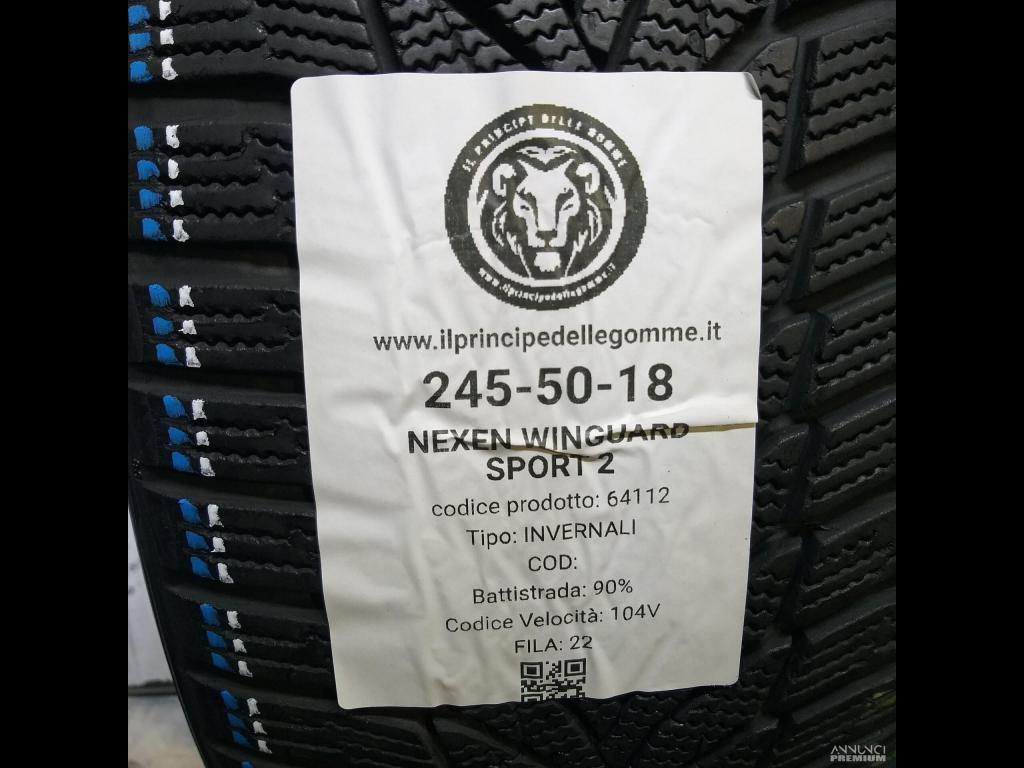 IL PRINCIPE DELLE GOMME
www.ilprincipedellegomme.it
www.ilprincipedellegomme.it
245-50-18
NEXEN WINGUARD
SPORT 2
codice prodotto: 64112
Tipo: INVERNALI
COD:
Battistrada: 90%
Codice Velocità: 104V
FILA: 22
ANNUNCI
PREMIUM